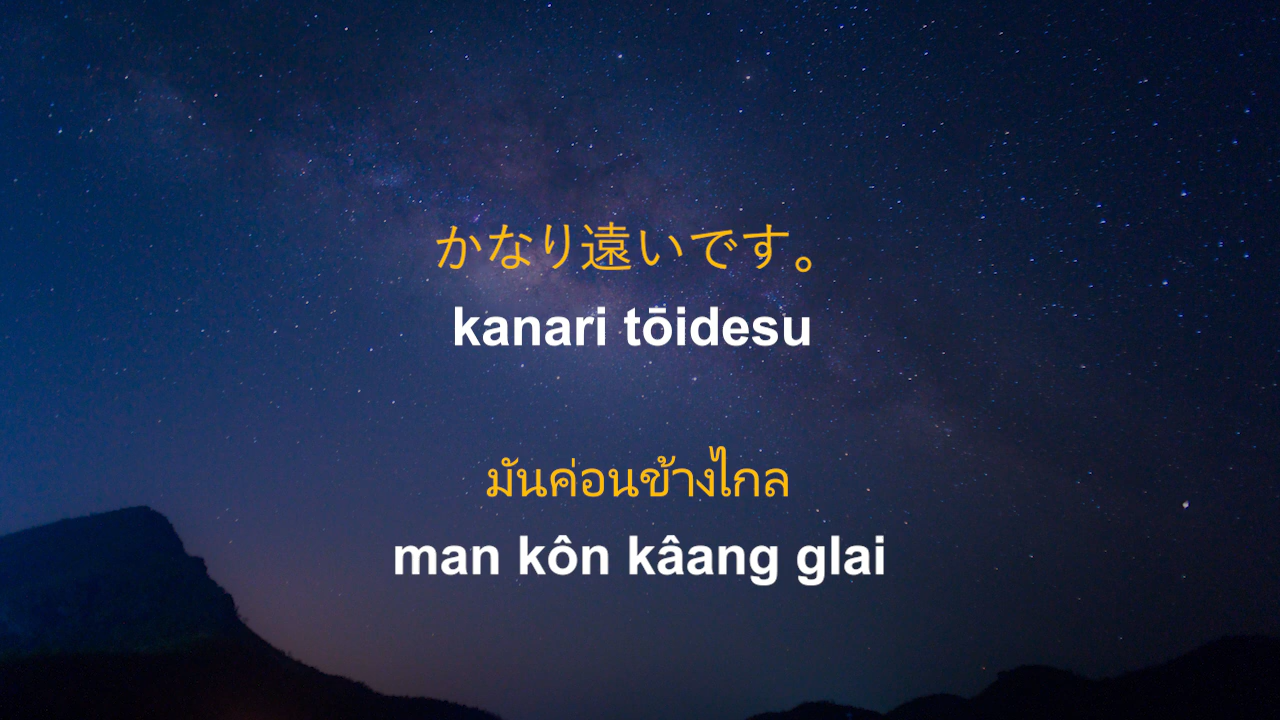 かなり遠いです。
kanari tōidesu
มันค่อนข้างไกล
man kôn kâang glai